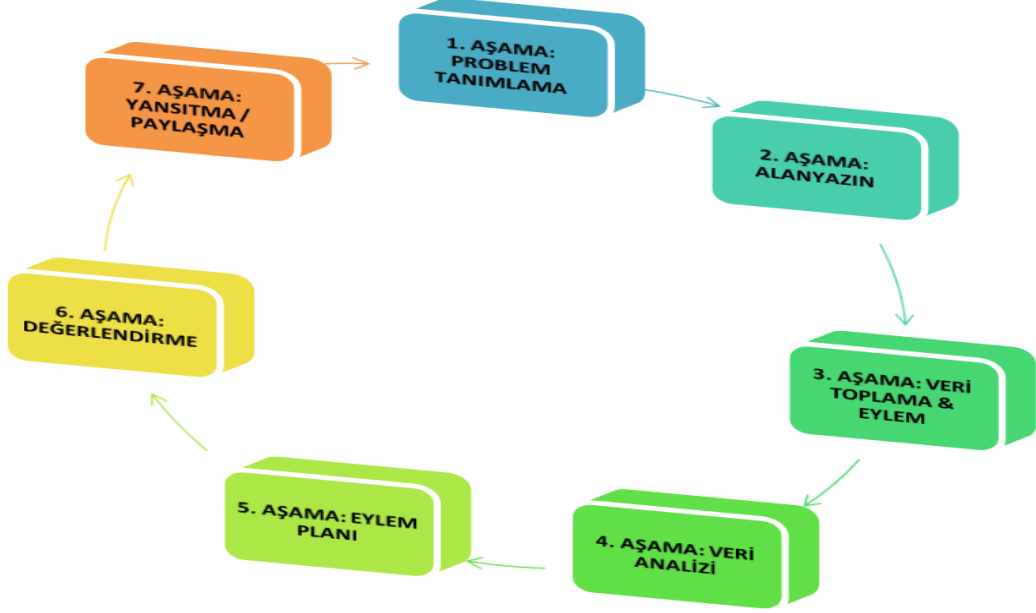 1. AŞAMA:
PROBLEM
TANIMLAMA
2. AŞAMA:
ALANYAZIN
3. AŞAMA: VERİ
TOPLAMA &
EYLEM
4. AŞAMA: VERİ
ANALİZİ
5. AŞAMA: EYLEM
PLANI
6. AŞAMA:
DEĞERLENDİRME
7. AŞAMA:
YANSITMA /
PAYLAŞMA